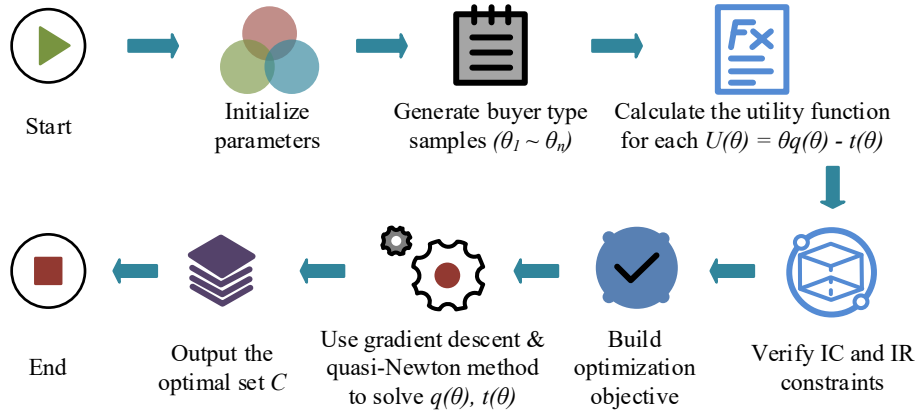 Start
Initialize
parameters
Generate buyer type
samples (θ₁ ~ θₙ)
Fx
Calculate the utility function
for each U(θ) = θq(θ) - t(θ)
End
Output the
optimal set C
Use gradient descent &
quasi-Newton method
to solve q(θ), t(θ)
Build
optimization
objective
Verify IC and IR
constraints